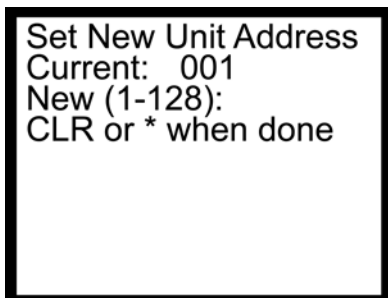 Set New Unit Address
Current: 001
New (1-128):
CLR or * when done